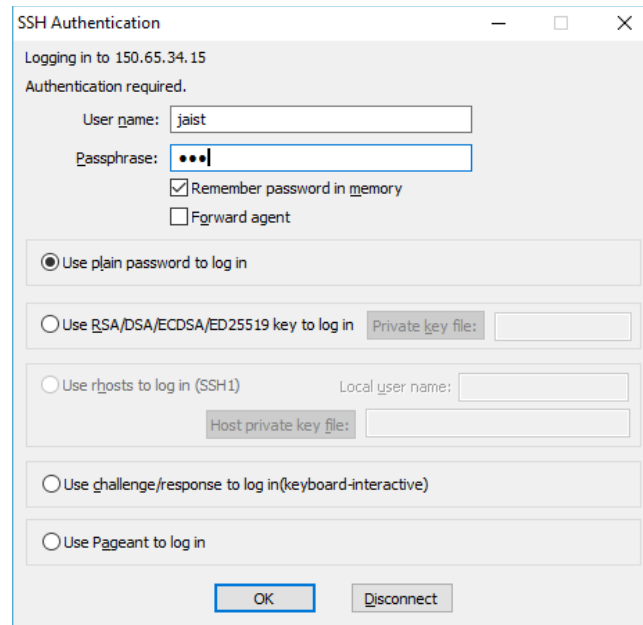 SSH Authentication
Logging in to 150.65.34.15
Authentication required.
User name: jaist
Passphrase: •••
Remember password in memory
Forward agent
Use plain password to log in
Use RSA/DSA/ECDSA/ED25519 key to log in Private key file:
Use rhosts to log in (SSH1) Local user name:
Host private key file:
Use challenge/response to log in(keyboard-interactive)
Use Pageant to log in
OK Disconnect